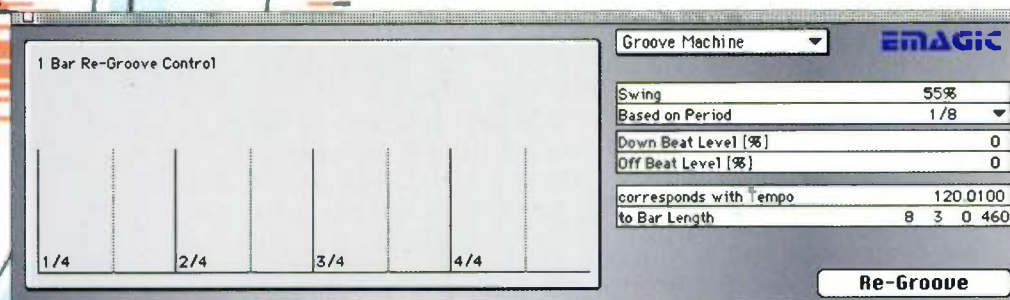 1 Bar Re-Groove Control
1/4 2/4 3/4 4/4
Groove Machine
EMAGIC
Swing 55%
Based on Period 1/8
Down Beat Level [%] 0
Off Beat Level [%] 0
corresponds with Tempo 120.0100
to Bar Length 8 3 0 460
Re-Groove